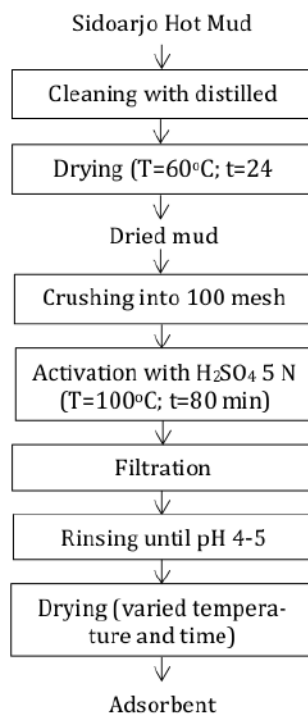 Sidoarjo Hot Mud
Cleaning with distilled
Drying (T=60°C; t=24
Dried mud
Crushing into 100 mesh
Activation with H₂SO₄ 5 N
(T=100°C; t=80 min)
Filtration
Rinsing until pH 4-5
Drying (varied tempera-
ture and time)
Adsorbent